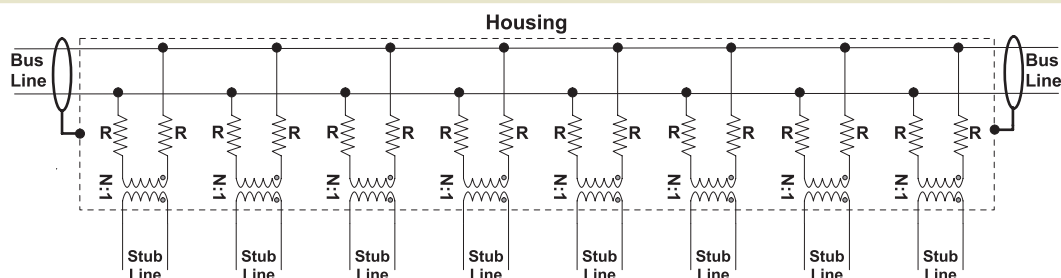 Housing
Bus
Line
Bus
Line
R R R R R R R R R R R R R R R R
N:1 N:1 N:1 N:1 N:1 N:1 N:1 N:1
Stub Stub Stub Stub Stub Stub Stub Stub
Line Line Line Line Line Line Line Line